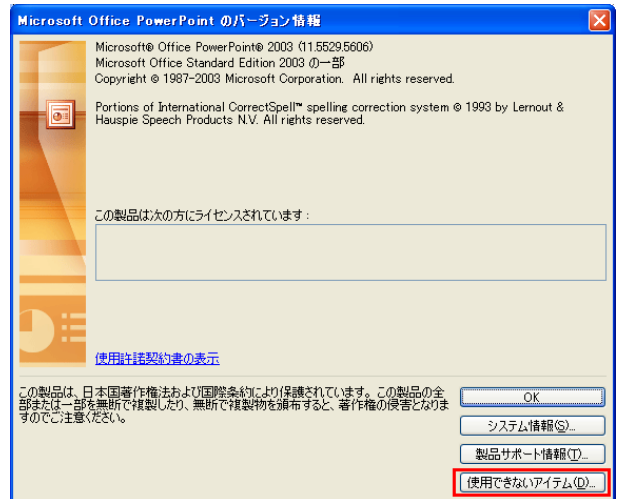 Microsoft Office PowerPoint のバージョン情報
Microsoft® Office PowerPoint® 2003 (11.5529.5606)
Microsoft Office Standard Edition 2003 の一部
Copyright © 1987-2003 Microsoft Corporation. All rights reserved.
Portions of International CorrectSpell™ spelling correction system © 1993 by Lernout &
Hauspie Speech Products N.V. All rights reserved.
この製品は次の方にライセンスされています:
使用許諾契約書の表示
この製品は、日本国著作権法および国際条約により保護されています。この製品の全
部または一部を無断で複製したり、無断で複製物を頒布すると、著作権の侵害となりま
すのでご注意ください。
OK
システム情報(S)...
製品サポート情報(T)...
使用できないアイテム(D)...